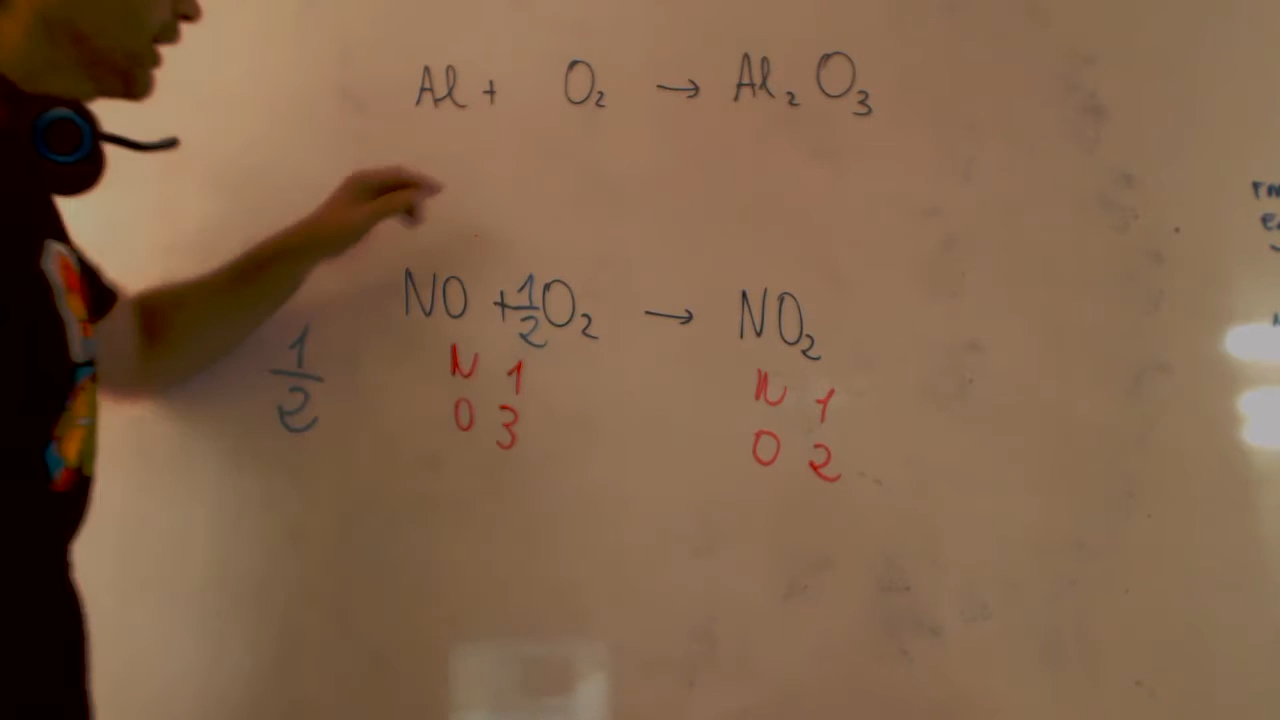 Al + O₂ → Al₂O₃
NO + 1/2 O₂ → NO₂
1/2
N 1 N 1
O 3 O 2